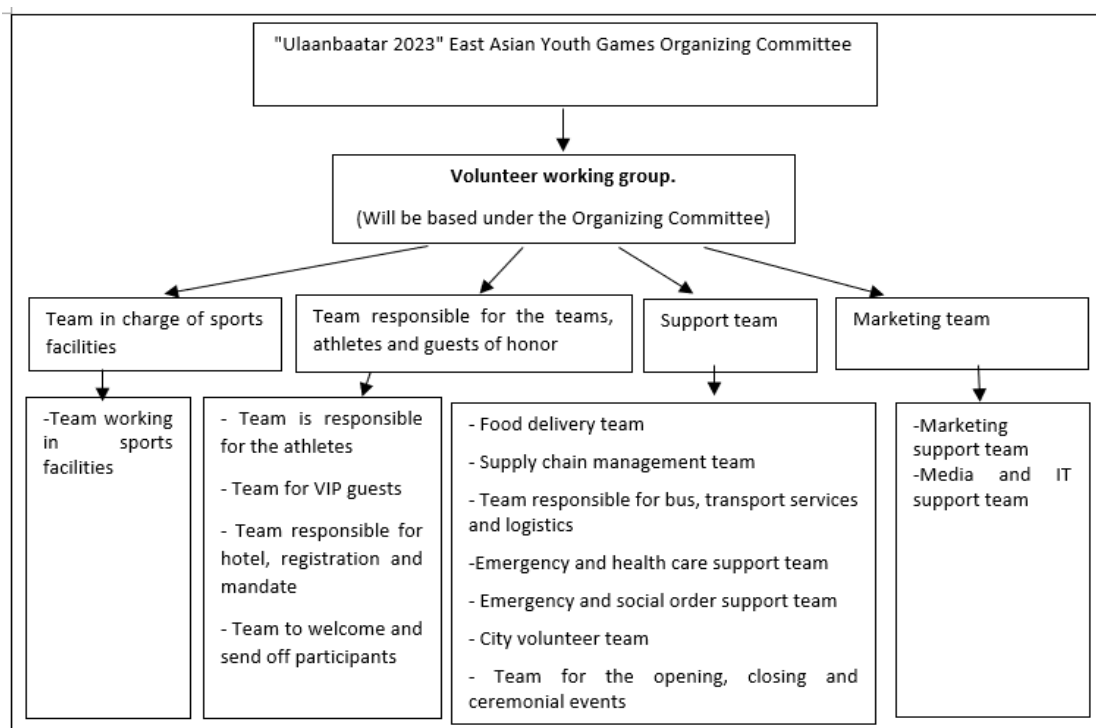 "Ulaanbaatar 2023" East Asian Youth Games Organizing Committee
Volunteer working group.
(Will be based under the Organizing Committee)
Team in charge of sports
facilities
Team responsible for the teams,
athletes and guests of honor
Support team
Marketing team
-Team working
in sports
facilities
- Team is responsible
for the athletes
- Team for VIP guests
- Team responsible for
hotel, registration and
mandate
- Team to welcome and
send off participants
- Food delivery team
- Supply chain management team
- Team responsible for bus, transport services
and logistics
-Emergency and health care support team
- Emergency and social order support team
- City volunteer team
- Team for the opening, closing and
ceremonial events
-Marketing
support team
-Media and IT
support team